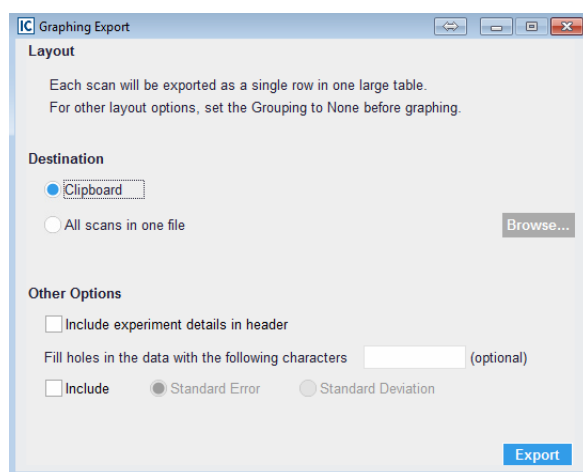 IC Graphing Export
Layout
Each scan will be exported as a single row in one large table.
For other layout options, set the Grouping to None before graphing.
Destination
Clipboard
All scans in one file Browse...
Other Options
Include experiment details in header
Fill holes in the data with the following characters (optional)
Include Standard Error Standard Deviation
Export